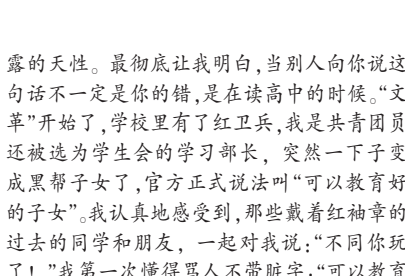 露的天性。最彻底让我明白,当别人向你说这
句话不一定是你的错,是在读高中的时候。“文
革”开始了,学校里有了红卫兵,我是共青团员
还被选为学生会的学习部长，突然一下子变
成黑帮子女了,官方正式说法叫“可以教育好
的子女”。我认真地感受到,那些戴着红袖章的
过去的同学和朋友，一起对我说:“不同你玩
了！”我第一次懂得骂人不带脏字:“可以教育